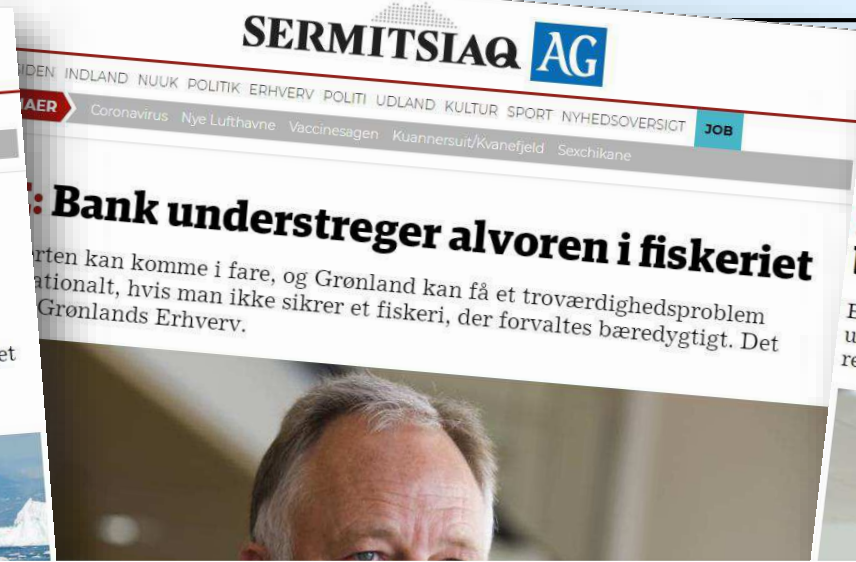 SERMITSIAQ AG
INDLAND NUUK POLITIK ERHVERV POLITI UDLAND KULTUR SPORT NYHEDSOVERSIGT JOB
Coronavirus Nye Lufthavne Vaccinesagen Kuannersuit/Kvanefjeld Sexchikane
: Bank understreger alvoren i fiskeriet
rten kan komme i fare, og Grønland kan få et troværdighedsproblem
ationalt, hvis man ikke sikrer et fiskeri, der forvaltes bæredygtigt. Det
Grønlands Erhverv.
et